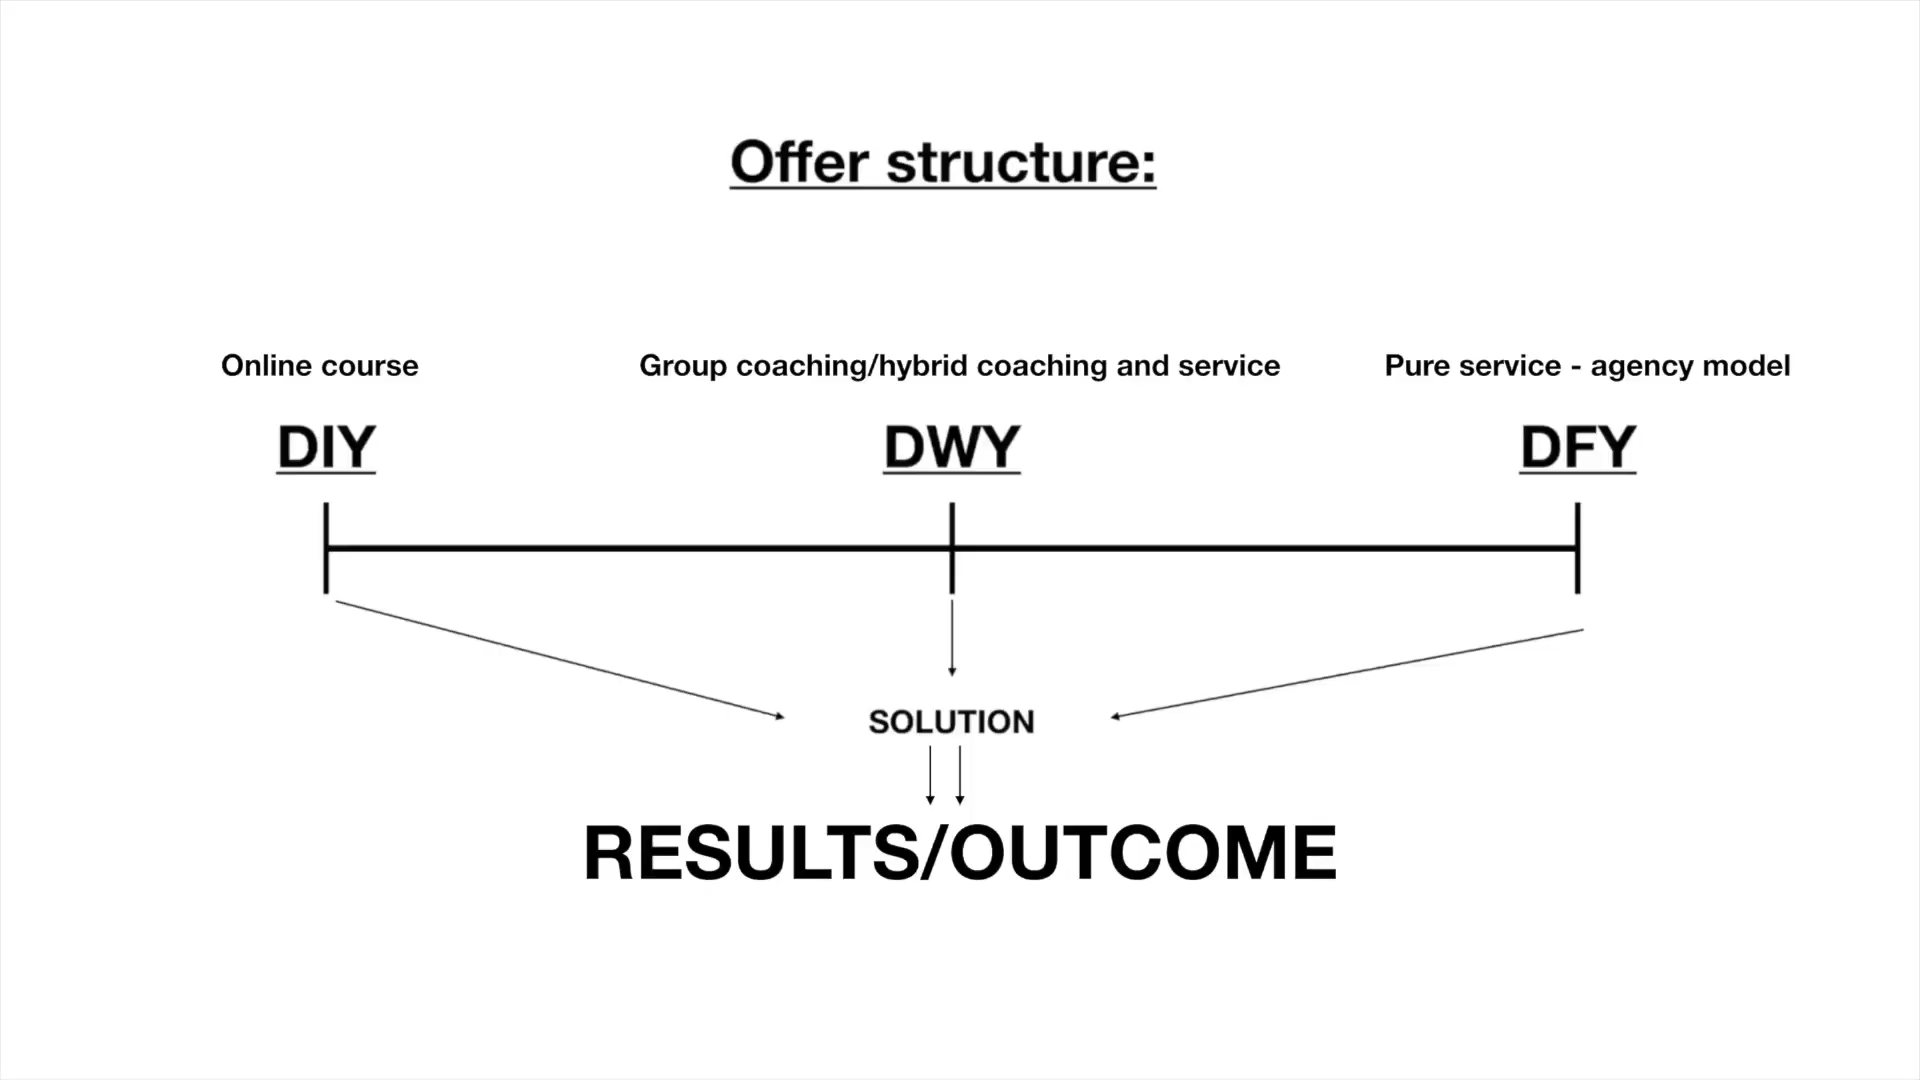 Offer structure:
Online course
Group coaching/hybrid coaching and service
Pure service - agency model
DIY
DWY
DFY
SOLUTION
RESULTS/OUTCOME